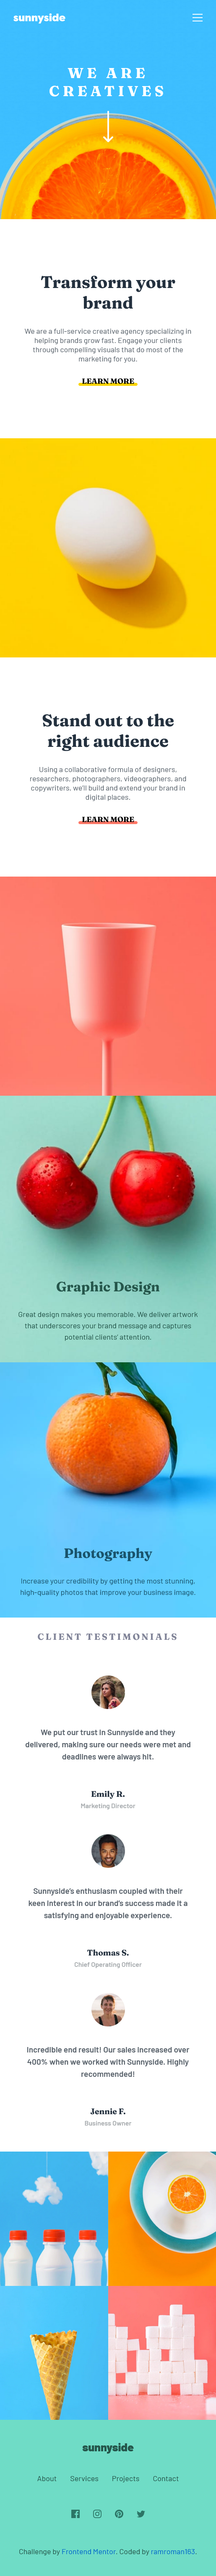 sunnyside
WE ARE
CREATIVES
Transform your
brand
We are a full-service creative agency specializing in
helping brands grow fast. Engage your clients
through compelling visuals that do most of the
marketing for you.
LEARN MORE
Stand out to the
right audience
Using a collaborative formula of designers,
researchers, photographers, videographers, and
copywriters, we'll build and extend your brand in
digital places.
LEARN MORE
Graphic Design
Great design makes you memorable. We deliver artwork
that underscores your brand message and captures
potential clients' attention.
Photography
Increase your credibility by getting the most stunning,
high-quality photos that improve your business image.
CLIENT TESTIMONIALS
We put our trust in Sunnyside and they
delivered, making sure our needs were met and
deadlines were always hit.
Emily R.
Marketing Director
Sunnyside's enthusiasm coupled with their
keen interest in our brand's success made it a
satisfying and enjoyable experience.
Thomas S.
Chief Operating Officer
Incredible end result! Our sales increased over
400% when we worked with Sunnyside. Highly
recommended!
Jennie F.
Business Owner
sunnyside
About Services Projects Contact
Challenge by Frontend Mentor. Coded by ramroman163.